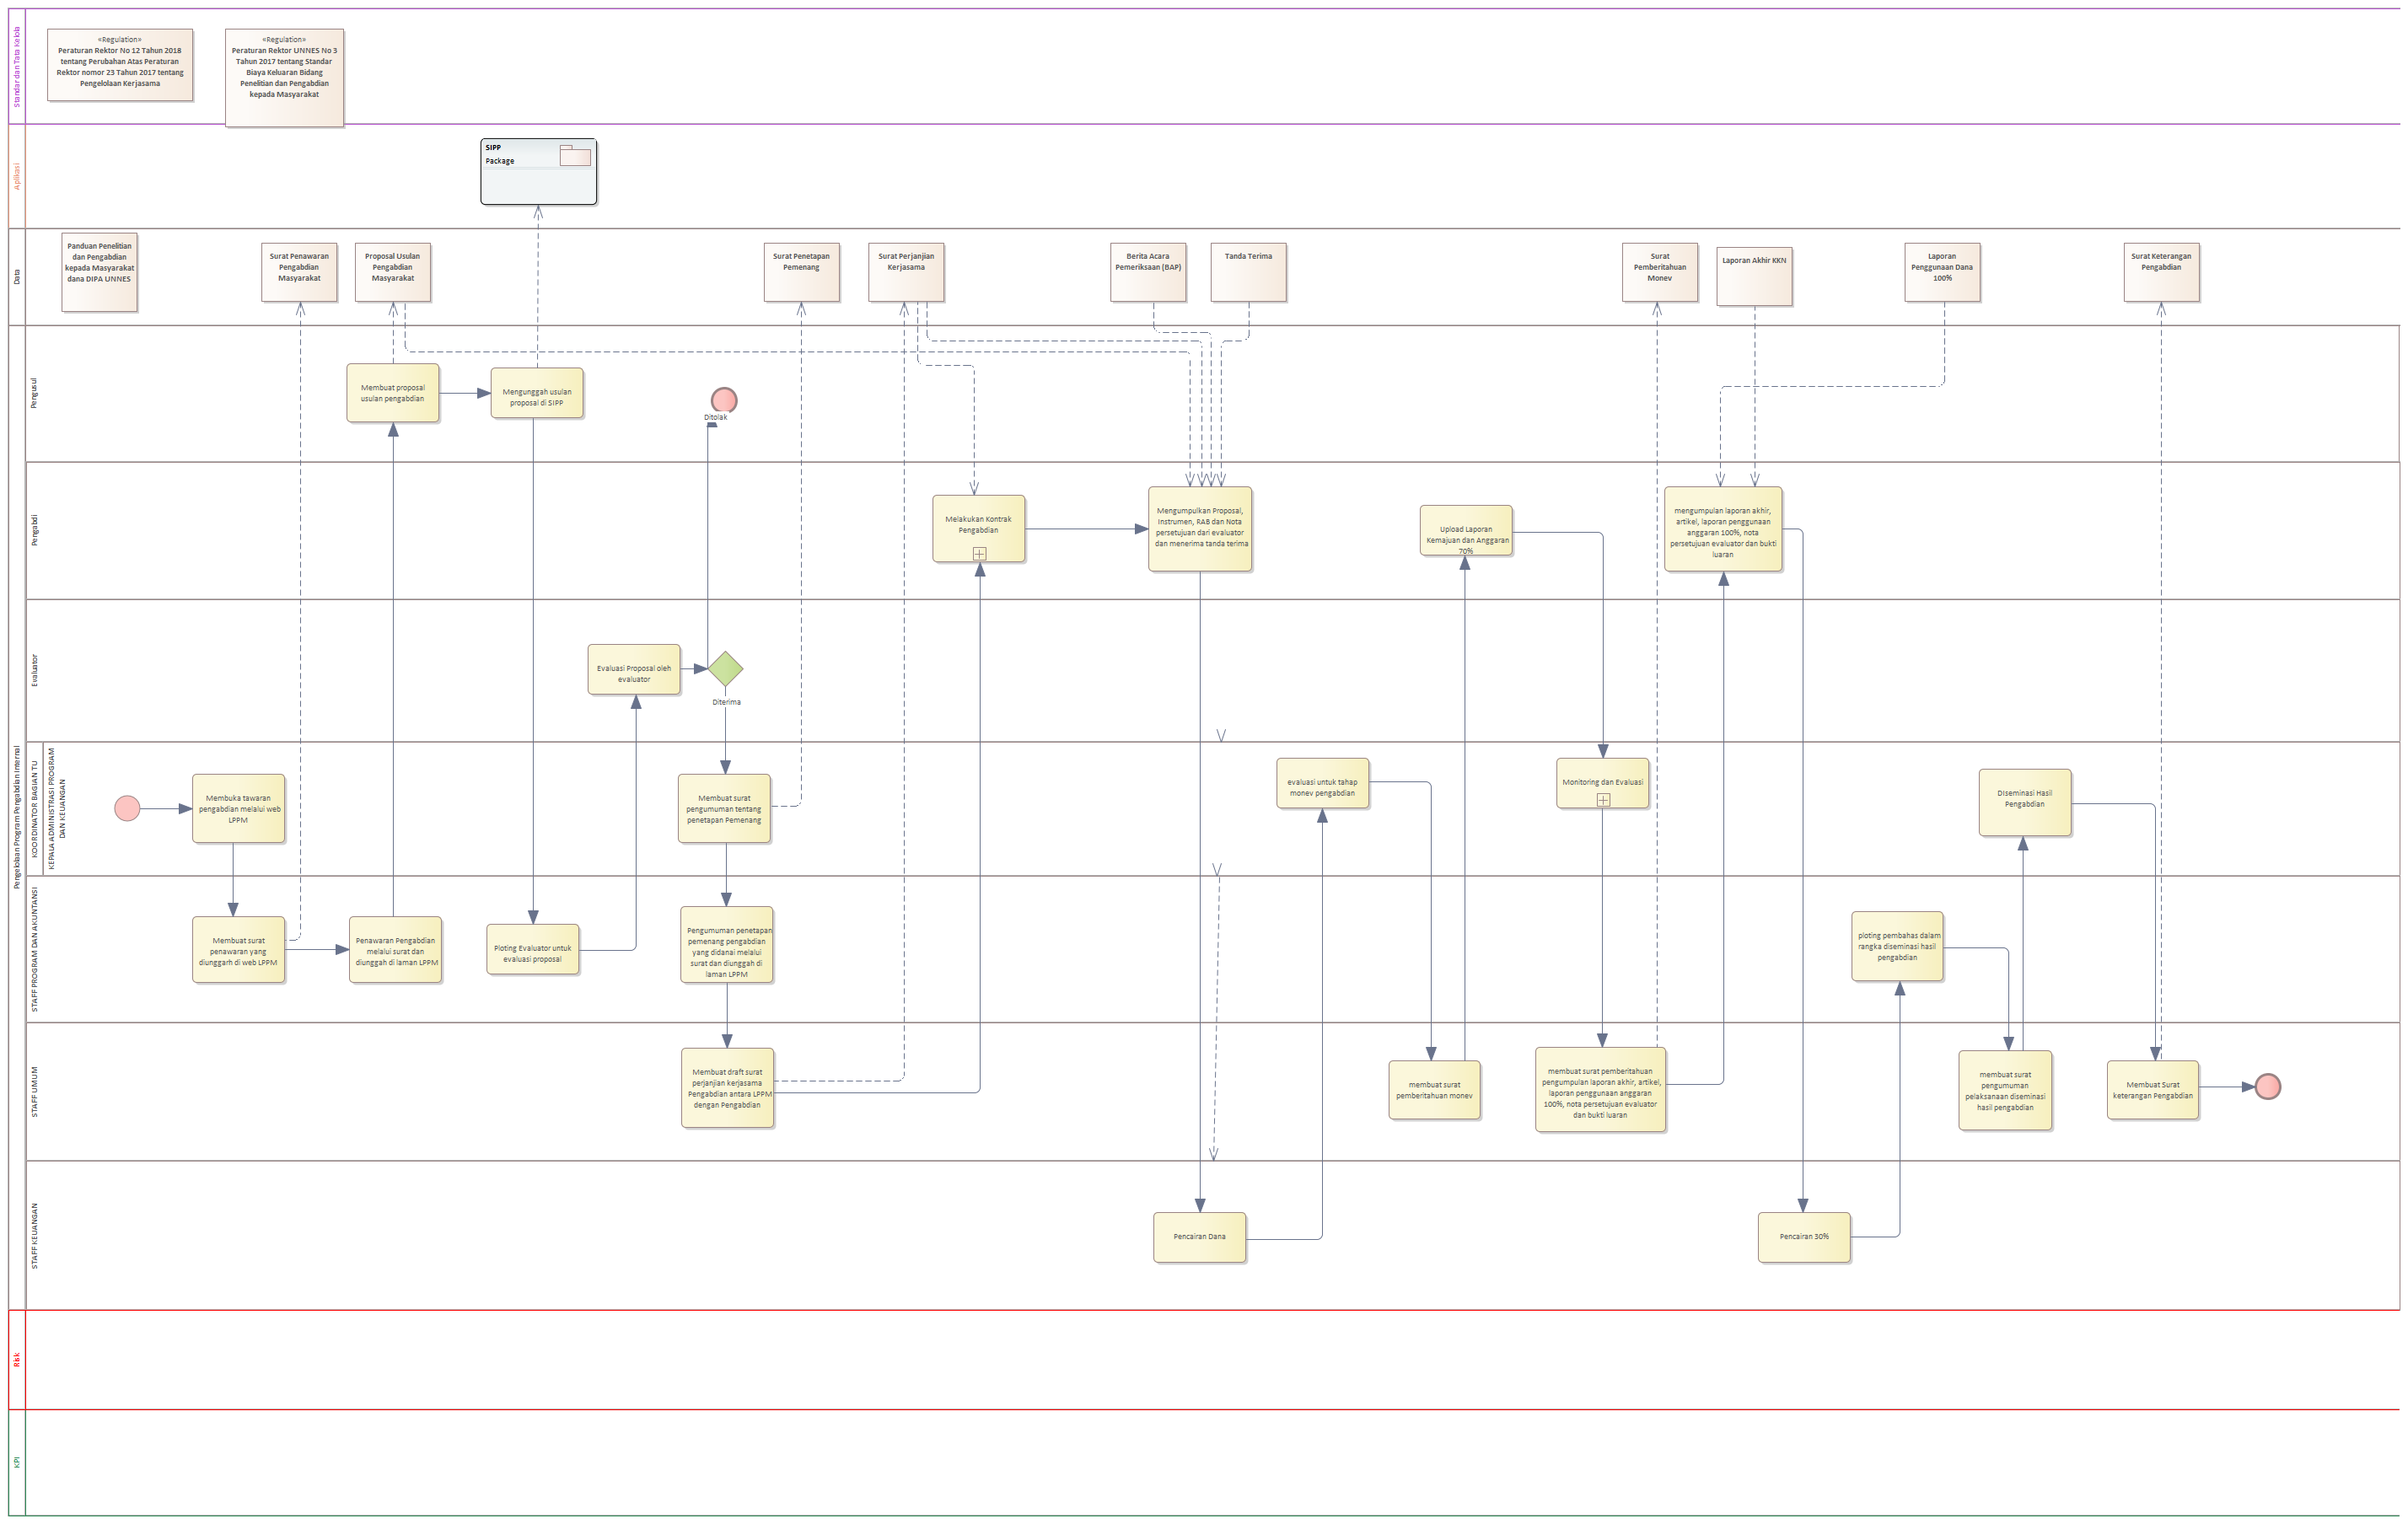 Standar dan Tata Kelola
«Regulation»
Peraturan Rektor No 12 Tahun 2018
tentang Perubahan Atas Peraturan
Rektor nomor 23 Tahun 2017 tentang
Pengelolaan Kerjasama
«Regulation»
Peraturan Rektor UNNES No 3
Tahun 2017 tentang Standar
Biaya Keluaran Bidang
Penelitian dan Pengabdian
kepada Masyarakat
Aplikasi
SIPP
Package
Data
Panduan Penelitian
dan Pengabdian
kepada Masyarakat
dana DIPA UNNES
Surat Penawaran
Pengabdian
Masyarakat
Proposal Usulan
Pengabdian
Masyarakat
Surat Penetapan
Pemenang
Surat Perjanjian
Kerjasama
Berita Acara
Pemeriksaan (BAP)
Tanda Terima
Surat
Pemberitahuan
Monev
Laporan Akhir KKN
Laporan
Penggunaan Dana
100%
Surat Keterangan
Pengabdian
Pengelolaan Program Pengabdian Internal
Pengusul
Membuat proposal
usulan pengabdian
Mengunggah usulan
proposal di SIPP
Ditolak
Pengabdi
Melakukan Kontrak
Pengabdian
Mengumpulkan Proposal,
Instrumen, RAB dan Nota
persetujuan dari evaluator
dan menerima tanda terima
Upload Laporan
Kemajuan dan Anggaran
70%
mengumpulan laporan akhir,
artikel, laporan penggunaan
anggaran 100%, nota
persetujuan evaluator dan bukti
luaran
Evaluator
Evaluasi Proposal oleh
evaluator
Diterima
KOORDINATOR BAGIAN TU
KEPALA ADMINISTRASI PROGRAM
DAN KEUANGAN
Membuka tawaran
pengabdian melalui web
LPPM
Membuat surat
pengumuman tentang
penetapan Pemenang
evaluasi untuk tahap
monev pengabdian
Monitoring dan Evaluasi
DIseminasi Hasil
Pengabdian
STAFF PROGRAM DAN AKUNTANSI
Membuat surat
penawaran yang
diunggarh di web LPPM
Penawaran Pengabdian
melalui surat dan
diunggah di laman LPPM
Ploting Evaluator untuk
evaluasi proposal
Pengumuman penetapan
pemenang pengabdian
yang didanai melalui
surat dan diunggah di
laman LPPM
ploting pembahas dalam
rangka diseminasi hasil
pengabdian
STAFF UMUM
Membuat draft surat
perjanjian kerjasama
Pengabdian antara LPPM
dengan Pengabdian
membuat surat
pemberitahuan monev
membuat surat pemberitahuan
pengumpulan laporan akhir, artikel,
laporan penggunaan anggaran
100%, nota persetujuan evaluator
dan bukti luaran
membuat surat
pengumuman
pelaksanaan diseminasi
hasil pengabdian
Membuat Surat
keterangan Pengabdian
STAFF KEUANGAN
Pencairan Dana
Pencairan 30%
Risk
KPI